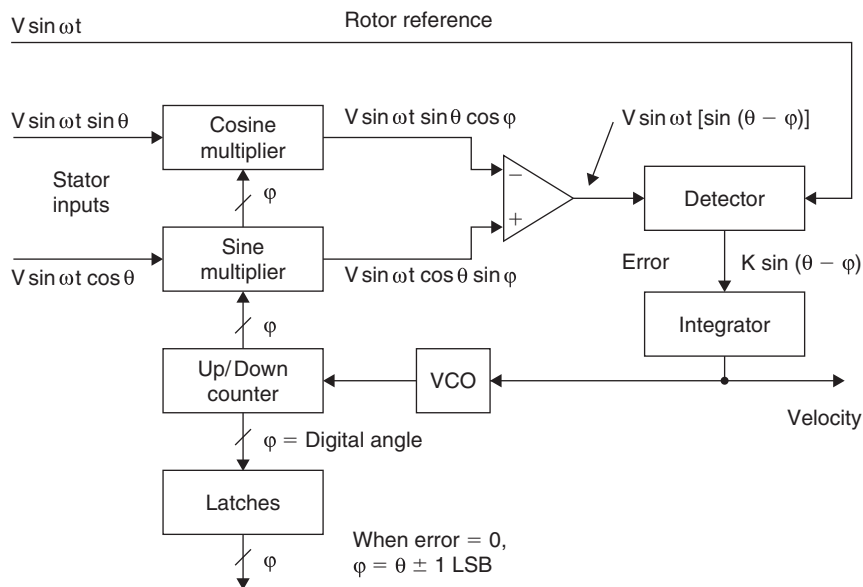 V sin ωt
Rotor reference
V sin ωt sin θ
Cosine
multiplier
V sin ωt sin θ cos φ
V sin ωt [sin (θ − φ)]
Stator
inputs
φ
−
+
Detector
V sin ωt cos θ
Sine
multiplier
V sin ωt cos θ sin φ
Error
K sin (θ − φ)
φ
Integrator
Up/Down
counter
VCO
Velocity
φ = Digital angle
Latches
φ
When error = 0,
φ = θ ± 1 LSB